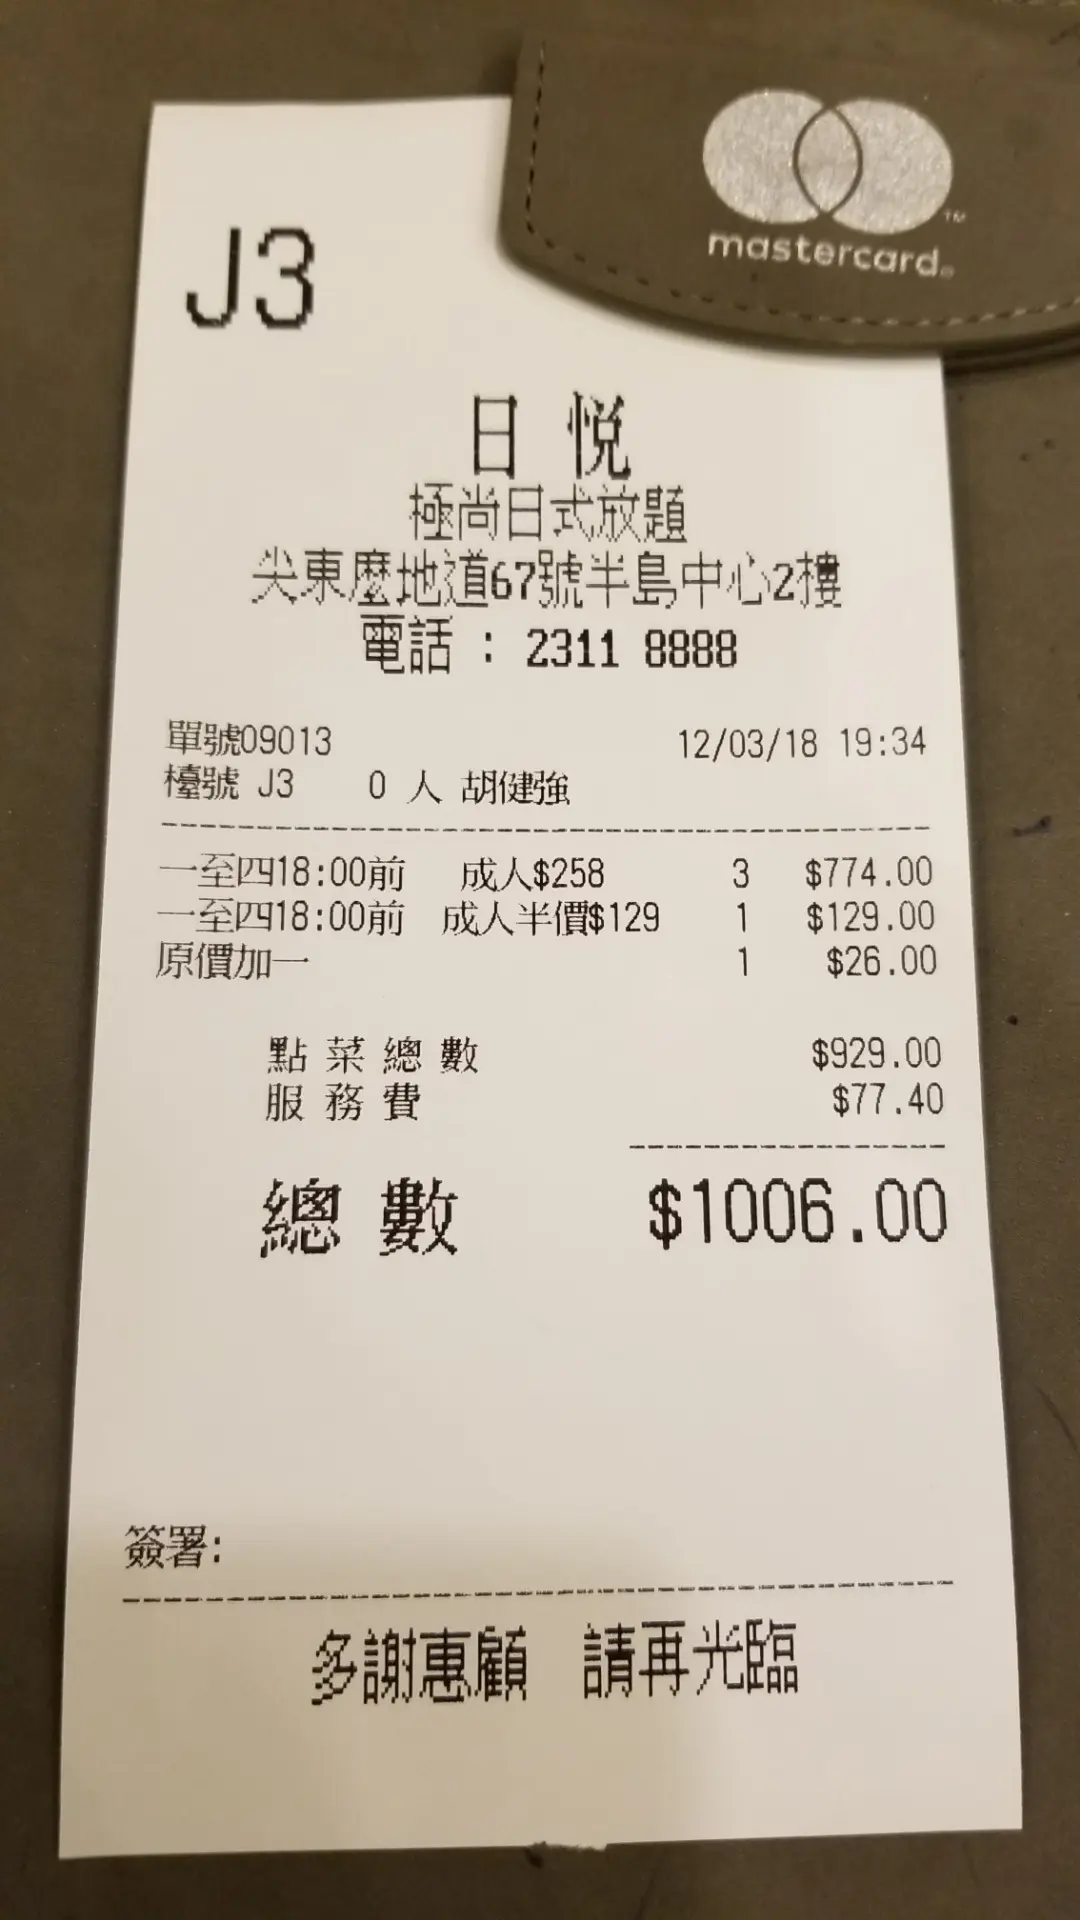 mastercard
J3
日 悅
極尚日式放題
尖東麼地道67號半島中心2樓
電話 : 2311 8888
單號09013 12/03/18 19:34
檯號 J3 0 人 胡健強
一至四18:00前 成人$258 3 $774.00
一至四18:00前 成人半價$129 1 $129.00
原價加一 1 $26.00
點 菜 總 數 $929.00
服 務 費 $77.40
總 數 $1006.00
簽署:
多謝惠顧 請再光臨